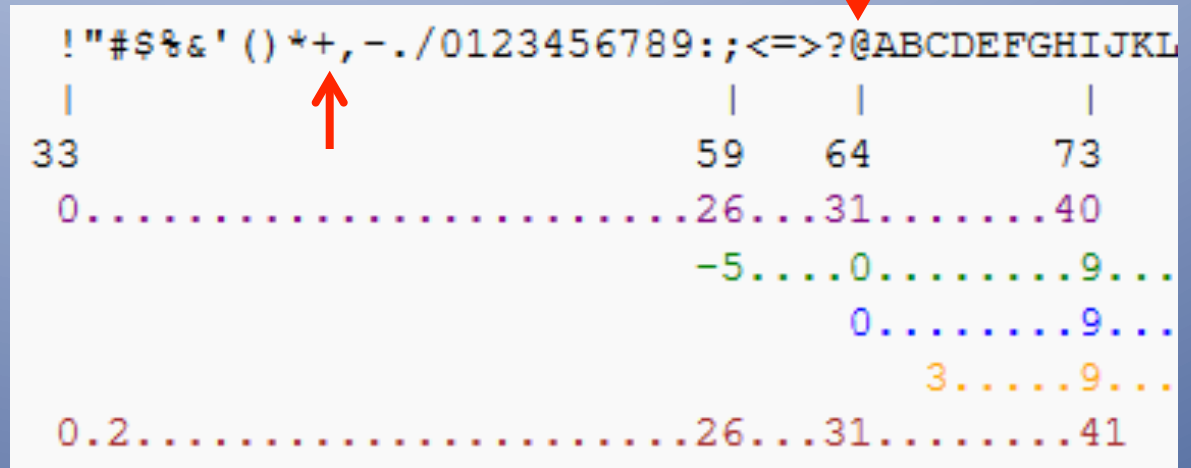 !"#$%&'()*+,-./0123456789:;<=>?@ABCDEFGHIJKL
| | | |
33 59 64 73
0........................26...31.......40
-5....0........9...
0........9...
3.....9...
0.2......................26...31........41